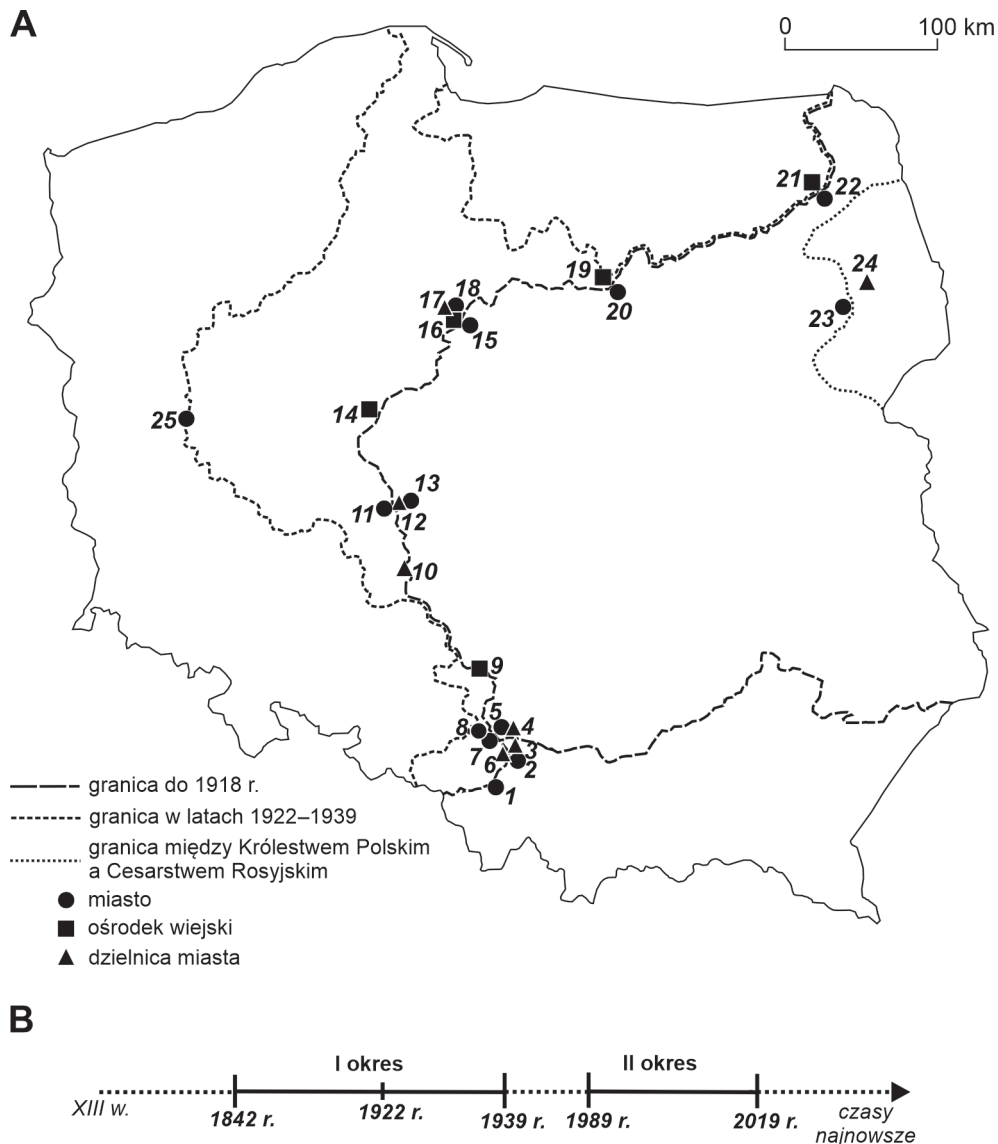 A
0 100 km
21
22
24
19
20
23
17
18
16
15
14
25
13
11
12
10
9
5
4
8
7
3
6
2
1
granica do 1918 r.
granica w latach 1922–1939
granica między Królestwem Polskim
a Cesarstwem Rosyjskim
miasto
ośrodek wiejski
dzielnica miasta
B
I okres II okres
XIII w. 1842 r. 1922 r. 1939 r. 1989 r. 2019 r. czasy
najnowsze